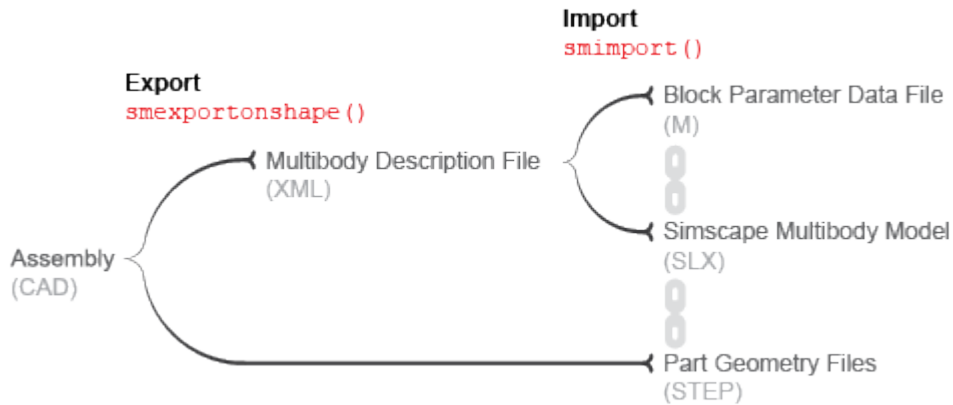 Import
smimport()
Export
smexportonshape()
Block Parameter Data File
(M)
Multibody Description File
(XML)
Simscape Multibody Model
(SLX)
Assembly
(CAD)
Part Geometry Files
(STEP)